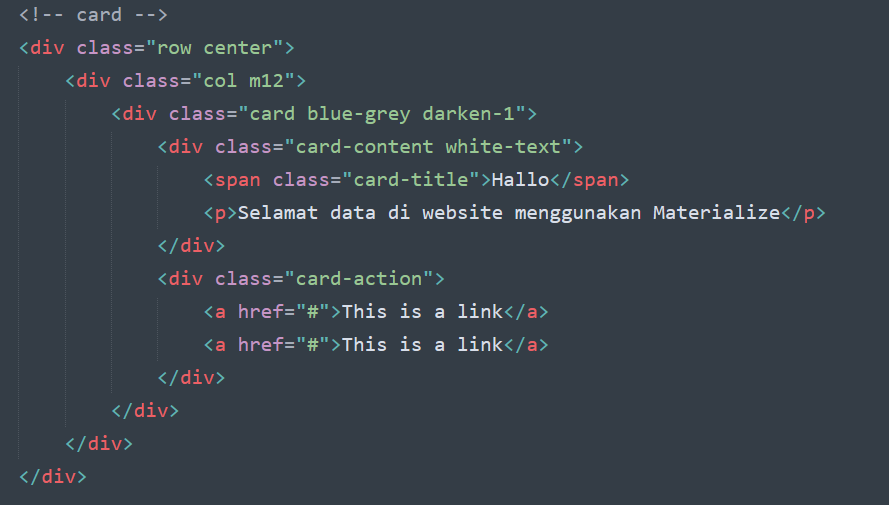 <!-- card -->
<div class="row center">
    <div class="col m12">
        <div class="card blue-grey darken-1">
            <div class="card-content white-text">
                <span class="card-title">Hallo</span>
                <p>Selamat data di website menggunakan Materialize</p>
            </div>
            <div class="card-action">
                <a href="#">This is a link</a>
                <a href="#">This is a link</a>
            </div>
        </div>
    </div>
</div>